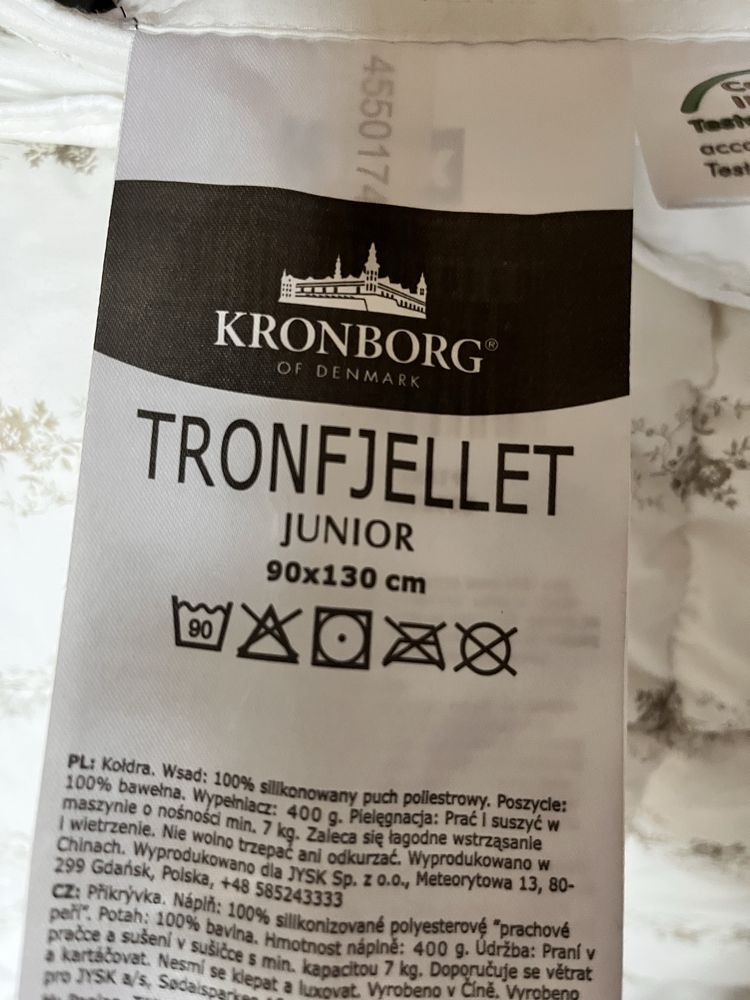 455017
KRONBORG®
OF DENMARK
TRONFJELLET
JUNIOR
90x130 cm
90
PL: Kołdra. Wsad: 100% silikonowany puch poliestrowy. Poszycie:
100% bawełna. Wypełniacz: 400 g. Pielęgnacja: Prać i suszyć w
maszynie o nośności min. 7 kg. Zaleca się łagodne wstrząsanie
i wietrzenie. Nie wolno trzepać ani odkurzać. Wyprodukowano w
Chinach. Wyprodukowano dla JYSK Sp. z o.o., Meteorytowa 13, 80-
299 Gdańsk, Polska, +48 585243333
CZ: Přikrývka. Náplň: 100% silikonizované polyesterové "prachové
peří". Potah: 100% bavlna. Hmotnost náplně: 400 g. Údržba: Praní v
pračce a sušení v sušičce s min. kapacitou 7 kg. Doporučuje se větrat
a kartáčovat. Nesmí se klepat a luxovat. Vyrobeno v Číně. Vyrobeno
pro JYSK a/s,